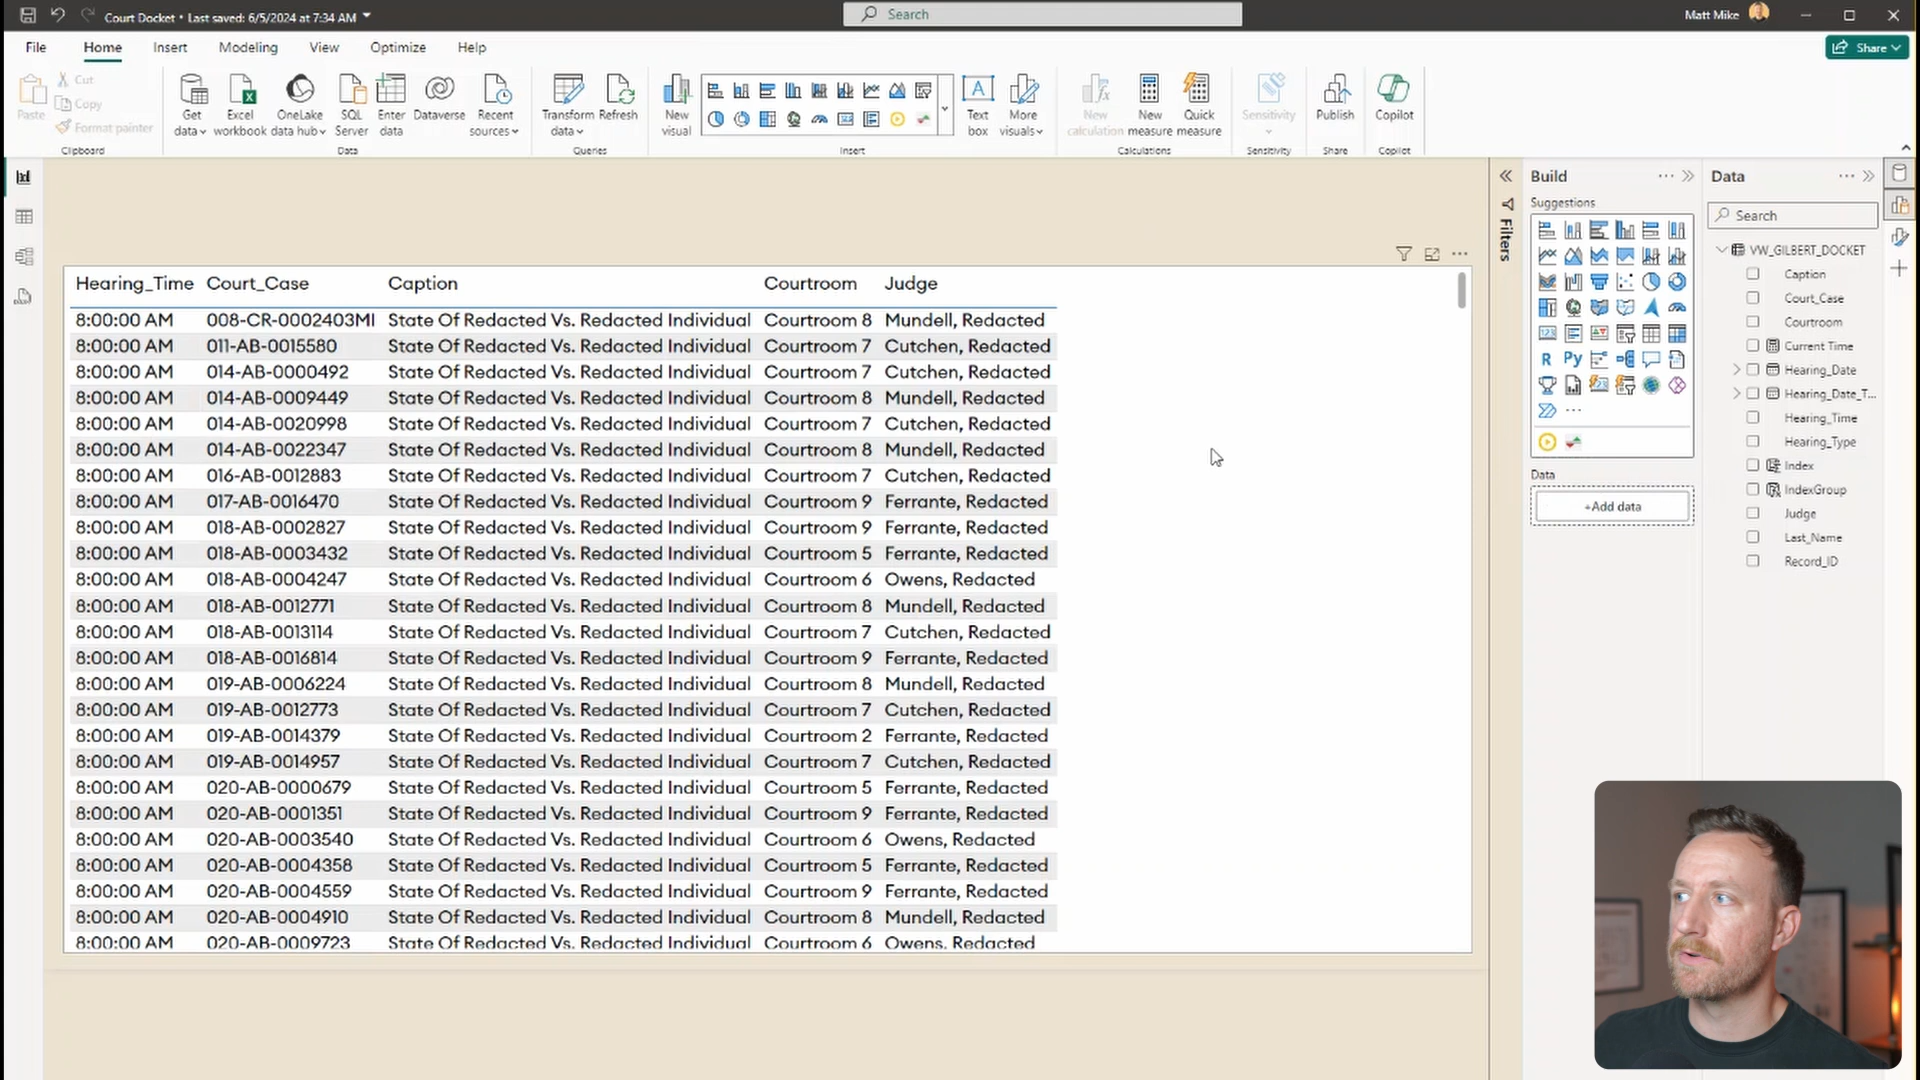 Court Docket • Last saved: 6/5/2024 at 7:34 AM
Search
Matt Mike
File Home Insert Modeling View Optimize Help
Share
Paste
Cut
Copy
Format painter
Clipboard
Get data
Excel workbook
OneLake data hub
SQL Server
Enter data
Dataverse
Recent sources
Data
Transform data
Refresh
Queries
New visual
Text box
More visuals
Insert
New calculation
New measure
Quick measure
Calculations
Sensitivity
Sensitivity
Publish
Share
Copilot
Copilot
Hearing_Time Court_Case Caption Courtroom Judge
8:00:00 AM 008-CR-0002403MI State Of Redacted Vs. Redacted Individual Courtroom 8 Mundell, Redacted
8:00:00 AM 011-AB-0015580 State Of Redacted Vs. Redacted Individual Courtroom 7 Cutchen, Redacted
8:00:00 AM 014-AB-0000492 State Of Redacted Vs. Redacted Individual Courtroom 7 Cutchen, Redacted
8:00:00 AM 014-AB-0009449 State Of Redacted Vs. Redacted Individual Courtroom 8 Mundell, Redacted
8:00:00 AM 014-AB-0020998 State Of Redacted Vs. Redacted Individual Courtroom 7 Cutchen, Redacted
8:00:00 AM 014-AB-0022347 State Of Redacted Vs. Redacted Individual Courtroom 8 Mundell, Redacted
8:00:00 AM 016-AB-0012883 State Of Redacted Vs. Redacted Individual Courtroom 7 Cutchen, Redacted
8:00:00 AM 017-AB-0016470 State Of Redacted Vs. Redacted Individual Courtroom 9 Ferrante, Redacted
8:00:00 AM 018-AB-0002827 State Of Redacted Vs. Redacted Individual Courtroom 9 Ferrante, Redacted
8:00:00 AM 018-AB-0003432 State Of Redacted Vs. Redacted Individual Courtroom 5 Ferrante, Redacted
8:00:00 AM 018-AB-0004247 State Of Redacted Vs. Redacted Individual Courtroom 6 Owens, Redacted
8:00:00 AM 018-AB-0012771 State Of Redacted Vs. Redacted Individual Courtroom 8 Mundell, Redacted
8:00:00 AM 018-AB-0013114 State Of Redacted Vs. Redacted Individual Courtroom 7 Cutchen, Redacted
8:00:00 AM 018-AB-0016814 State Of Redacted Vs. Redacted Individual Courtroom 9 Ferrante, Redacted
8:00:00 AM 019-AB-0006224 State Of Redacted Vs. Redacted Individual Courtroom 8 Mundell, Redacted
8:00:00 AM 019-AB-0012773 State Of Redacted Vs. Redacted Individual Courtroom 7 Cutchen, Redacted
8:00:00 AM 019-AB-0014379 State Of Redacted Vs. Redacted Individual Courtroom 2 Ferrante, Redacted
8:00:00 AM 019-AB-0014957 State Of Redacted Vs. Redacted Individual Courtroom 7 Cutchen, Redacted
8:00:00 AM 020-AB-0000679 State Of Redacted Vs. Redacted Individual Courtroom 5 Ferrante, Redacted
8:00:00 AM 020-AB-0001351 State Of Redacted Vs. Redacted Individual Courtroom 9 Ferrante, Redacted
8:00:00 AM 020-AB-0003540 State Of Redacted Vs. Redacted Individual Courtroom 6 Owens, Redacted
8:00:00 AM 020-AB-0004358 State Of Redacted Vs. Redacted Individual Courtroom 5 Ferrante, Redacted
8:00:00 AM 020-AB-0004559 State Of Redacted Vs. Redacted Individual Courtroom 9 Ferrante, Redacted
8:00:00 AM 020-AB-0004910 State Of Redacted Vs. Redacted Individual Courtroom 8 Mundell, Redacted
8:00:00 AM 020-AB-0009723 State Of Redacted Vs. Redacted Individual Courtroom 6 Owens, Redacted
Filters
Build
Suggestions
R Py
Data
+Add data
Data
Search
VW_GILBERT_DOCKET
Caption
Court_Case
Courtroom
Current Time
Hearing_Date
Hearing_Date_T...
Hearing_Time
Hearing_Type
Index
IndexGroup
Judge
Last_Name
Record_ID